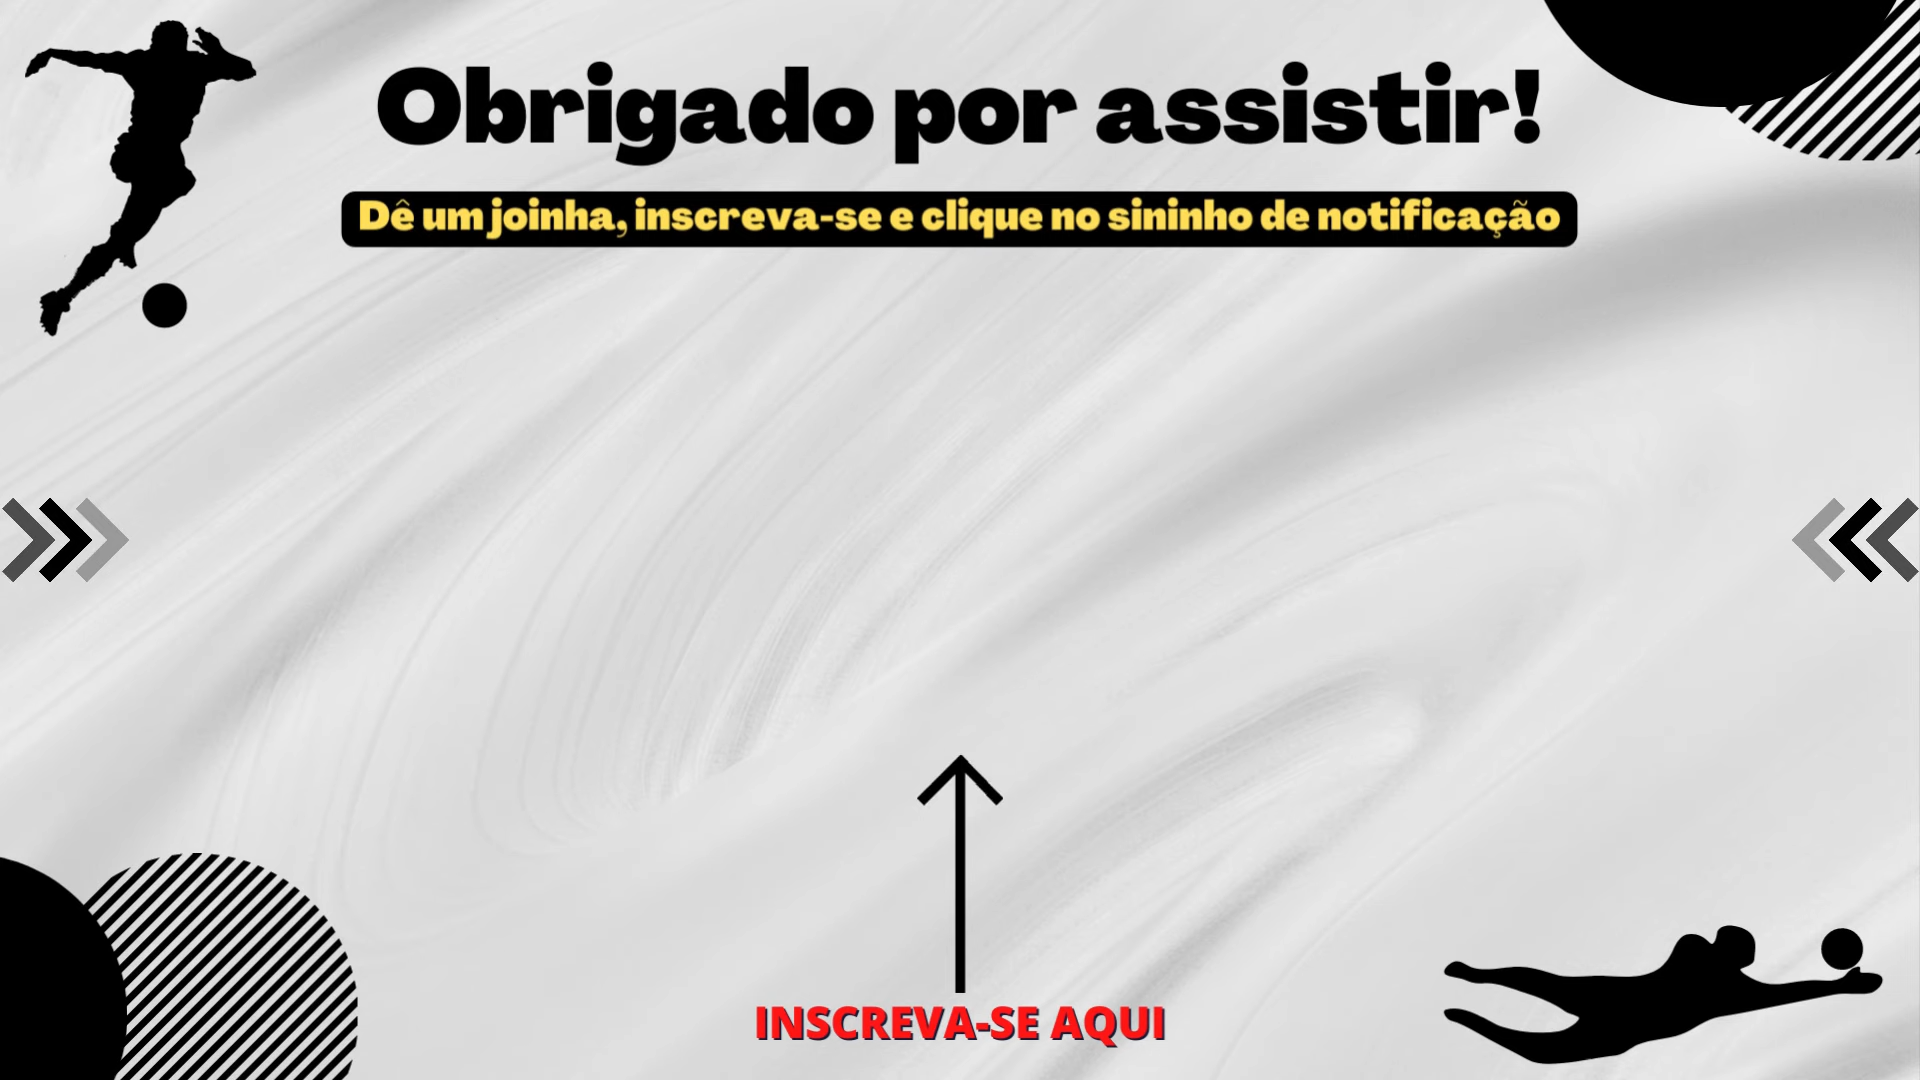 Obrigado por assistir!
Dê um joinha, inscreva-se e clique no sininho de notificação
INSCREVA-SE AQUI